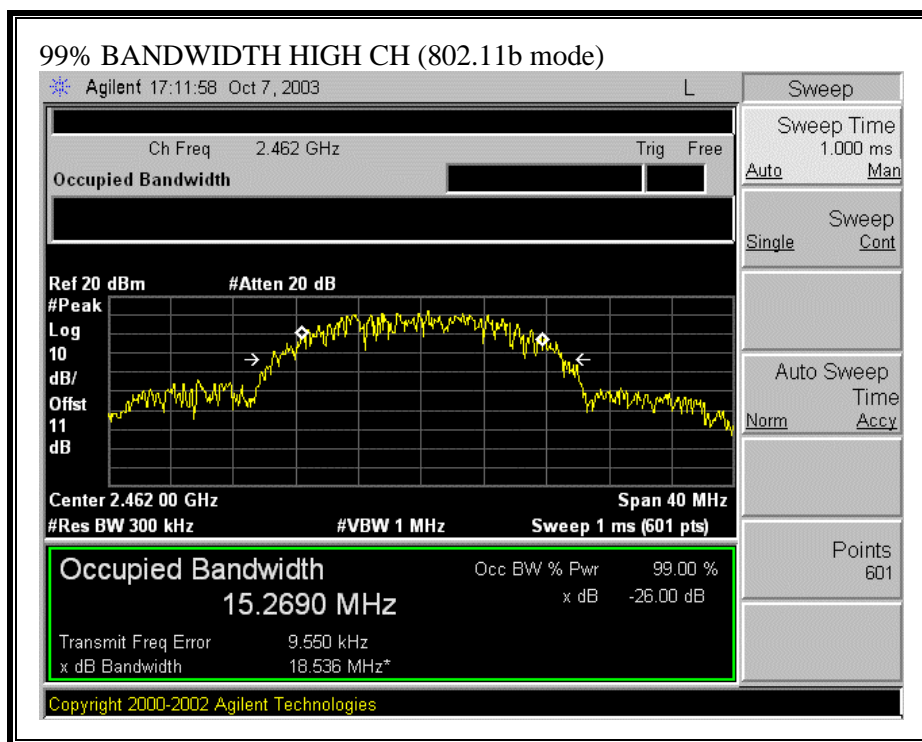 99% BANDWIDTH HIGH CH (802.11b mode)
Agilent 17:11:58 Oct 7, 2003 L
Sweep
Ch Freq 2.462 GHz Trig Free
Occupied Bandwidth
Sweep Time
1.000 ms
Auto Man
Sweep
Single Cont
Ref 20 dBm #Atten 20 dB
#Peak
Log
10
dB/
Offst
11
dB
Auto Sweep
Time
Norm Accy
Center 2.462 00 GHz Span 40 MHz
#Res BW 300 kHz #VBW 1 MHz Sweep 1 ms (601 pts)
Points
601
Occupied Bandwidth
15.2690 MHz
Occ BW % Pwr 99.00 %
x dB -26.00 dB
Transmit Freq Error 9.550 kHz
x dB Bandwidth 18.536 MHz*
Copyright 2000-2002 Agilent Technologies